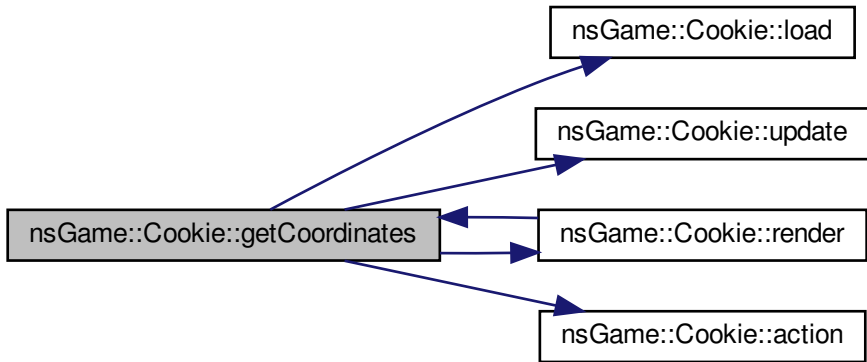 nsGame::Cookie::load
nsGame::Cookie::update
nsGame::Cookie::getCoordinates
nsGame::Cookie::render
nsGame::Cookie::action